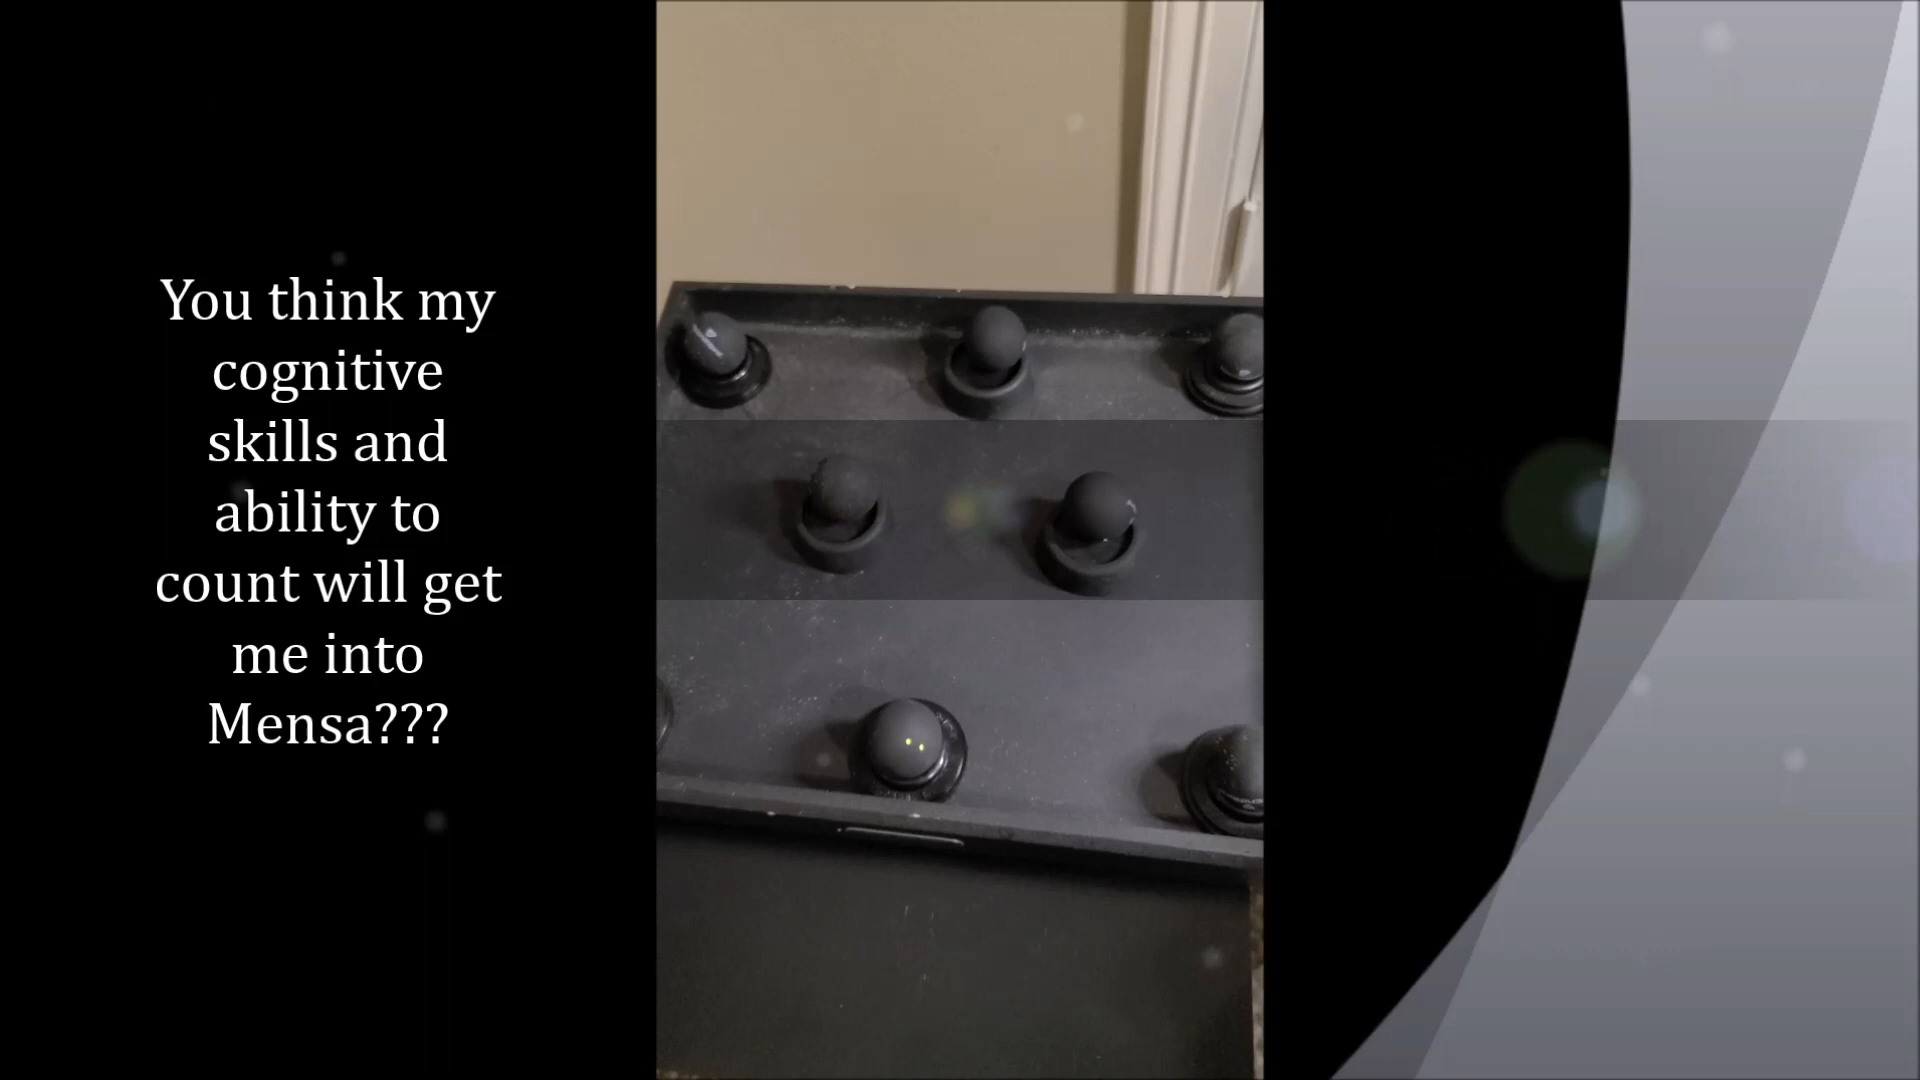 You think my
cognitive
skills and
ability to
count will get
me into
Mensa???